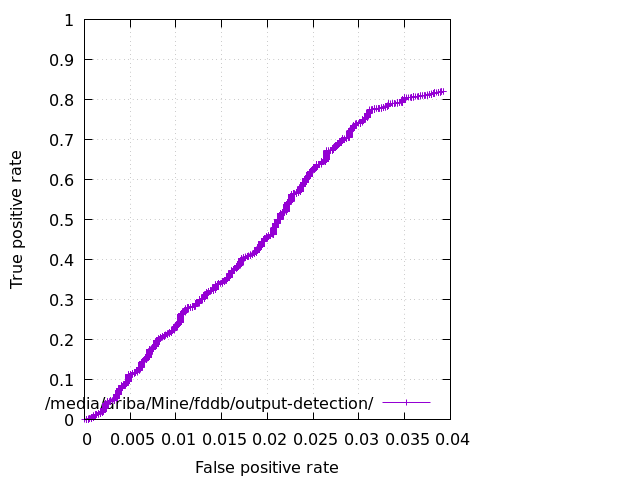 1
0.9
0.8
0.7
0.6
0.5
0.4
0.3
0.2
0.1
0
True positive rate
/media/uriba/Mine/fddb/output-detection/
0 0.005 0.01 0.015 0.02 0.025 0.03 0.035 0.04
False positive rate